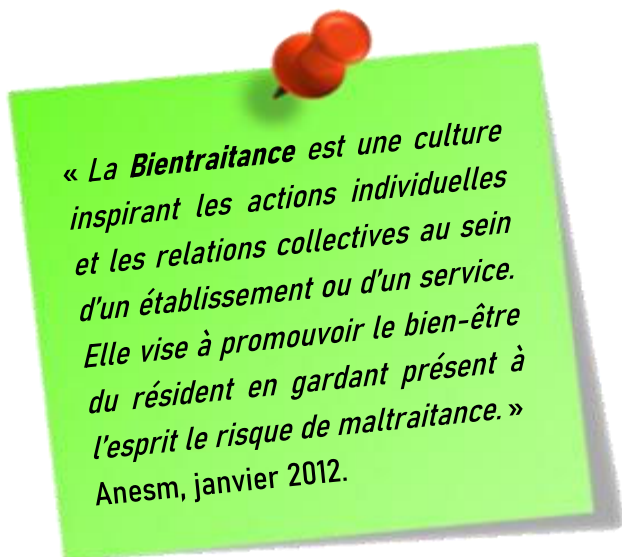 « La Bientraitance est une culture
inspirant les actions individuelles
et les relations collectives au sein
d’un établissement ou d’un service.
Elle vise à promouvoir le bien-être
du résident en gardant présent à
l’esprit le risque de maltraitance. »
Anesm, janvier 2012.